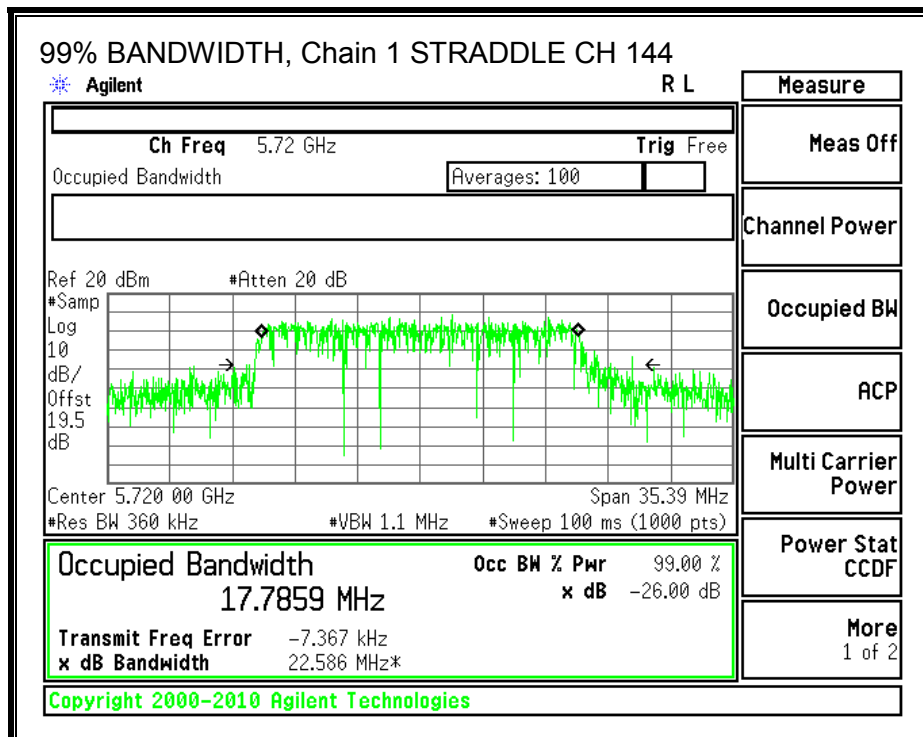 99% BANDWIDTH, Chain 1 STRADDLE CH 144
Agilent R L Measure
Ch Freq 5.72 GHz Trig Free
Meas Off
Occupied Bandwidth Averages: 100
Channel Power
Ref 20 dBm #Atten 20 dB
#Samp
Log
10
dB/
Offst
19.5
dB
Occupied BW
ACP
Center 5.720 00 GHz Span 35.39 MHz
#Res BW 360 kHz #VBW 1.1 MHz #Sweep 100 ms (1000 pts)
Multi Carrier
Power
Occupied Bandwidth Occ BW % Pwr 99.00 %
17.7859 MHz x dB -26.00 dB
Transmit Freq Error -7.367 kHz
x dB Bandwidth 22.586 MHz*
Power Stat
CCDF
More
1 of 2
Copyright 2000-2010 Agilent Technologies